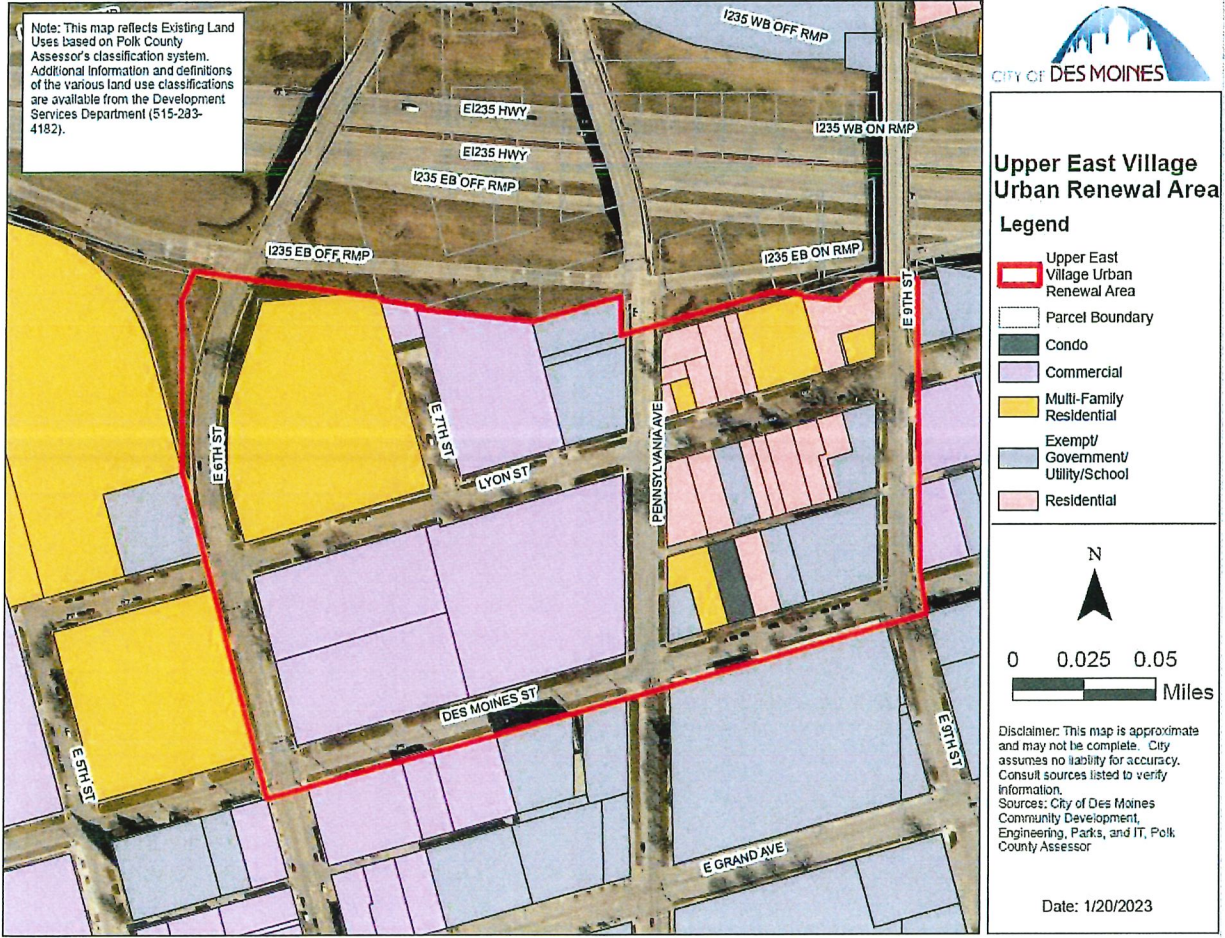 Note: This map reflects Existing Land
Uses based on Polk County
Assessor's classification system.
Additional Information and definitions
of the various land use classifications
are available from the Development
Services Department (515-283-
4182).
I235 WB OFF RMP
EI235 HWY
I235 WB ON RMP
EI235 HWY
I235 EB OFF RMP
I235 EB OFF RMP
I235 EB ON RMP
E 9TH ST
E 7TH ST
E 6TH ST
PENNSYLVANIA AVE
LYON ST
DES MOINES ST
E 5TH ST
E 9TH ST
E GRAND AVE
CITY OF DES MOINES
Upper East Village
Urban Renewal Area
Legend
Upper East
Village Urban
Renewal Area
Parcel Boundary
Condo
Commercial
Multi-Family
Residential
Exempt/
Government/
Utility/School
Residential
N
0 0.025 0.05
Miles
Disclaimer: This map is approximate
and may not be complete. City
assumes no liability for accuracy.
Consult sources listed to verify
information.
Sources: City of Des Moines
Community Development,
Engineering, Parks, and IT, Polk
County Assessor
Date: 1/20/2023